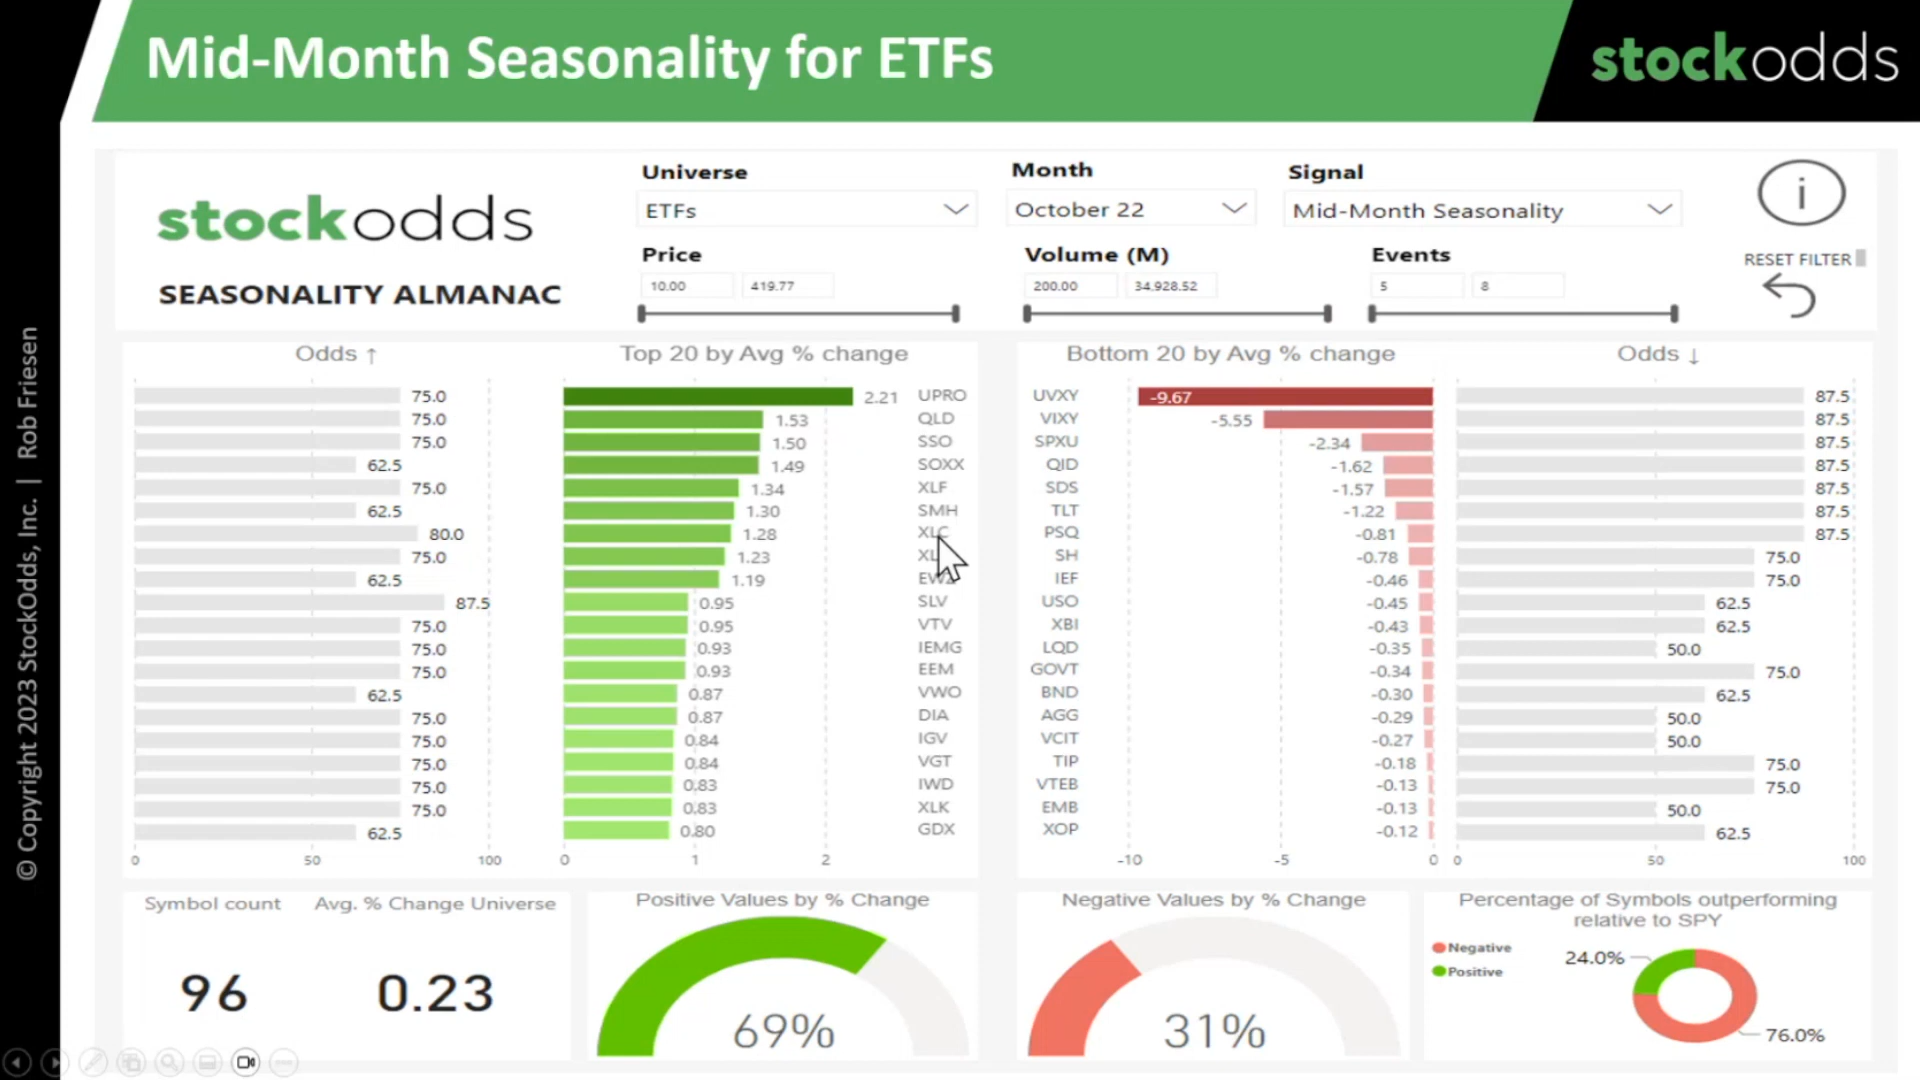 Mid-Month Seasonality for ETFs
stockodds
© Copyright 2023 StockOdds, Inc. | Rob Friesen
stockodds
SEASONALITY ALMANAC
Universe
ETFs
Month
October 22
Signal
Mid-Month Seasonality
Price
10.00 419.77
Volume (M)
200.00 34,928.52
Events
5 8
RESET FILTER
Odds ↑
Top 20 by Avg % change
Bottom 20 by Avg % change
Odds ↓
75.0 2.21 UPRO UVXY -9.67 87.5
75.0 1.53 QLD VIXY -5.55 87.5
75.0 1.50 SSO SPXU -2.34 87.5
62.5 1.49 SOXX QID -1.62 87.5
75.0 1.34 XLF SDS -1.57 87.5
62.5 1.30 SMH TLT -1.22 87.5
80.0 1.28 XLC PSQ -0.81 87.5
75.0 1.23 SH -0.78 75.0
62.5 1.19 EWZ IEF -0.46 75.0
87.5 0.95 SLV USO -0.45 62.5
75.0 0.95 VTV XBI -0.43 62.5
75.0 0.93 IEMG LQD -0.35 50.0
75.0 0.93 EEM GOVT -0.34 75.0
62.5 0.87 VWO BND -0.30 62.5
75.0 0.87 DIA AGG -0.29 50.0
75.0 0.84 IGV VCIT -0.27 50.0
75.0 0.84 VGT TIP -0.18 75.0
75.0 0.83 IWD VTEB -0.13 75.0
75.0 0.83 XLK EMB -0.13 50.0
62.5 0.80 GDX XOP -0.12 62.5
0 50 100 0 1 2 -10 -5 0 0 50 100
Symbol count
96
Avg. % Change Universe
0.23
Positive Values by % Change
69%
Negative Values by % Change
31%
Percentage of Symbols outperforming
relative to SPY
Negative
Positive
24.0%
76.0%